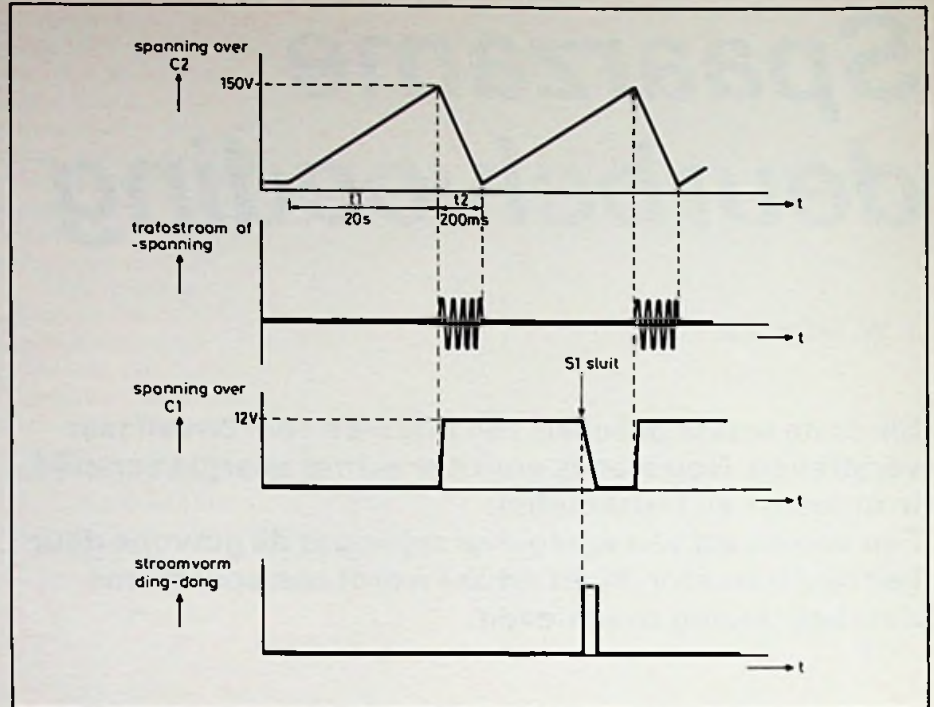 spanning over
C2
150V
t1
t2
20s
200ms
t
trafostroom of
-spanning
t
S1 sluit
spanning over
C1
12V
t
stroomvorm
ding-dong
t